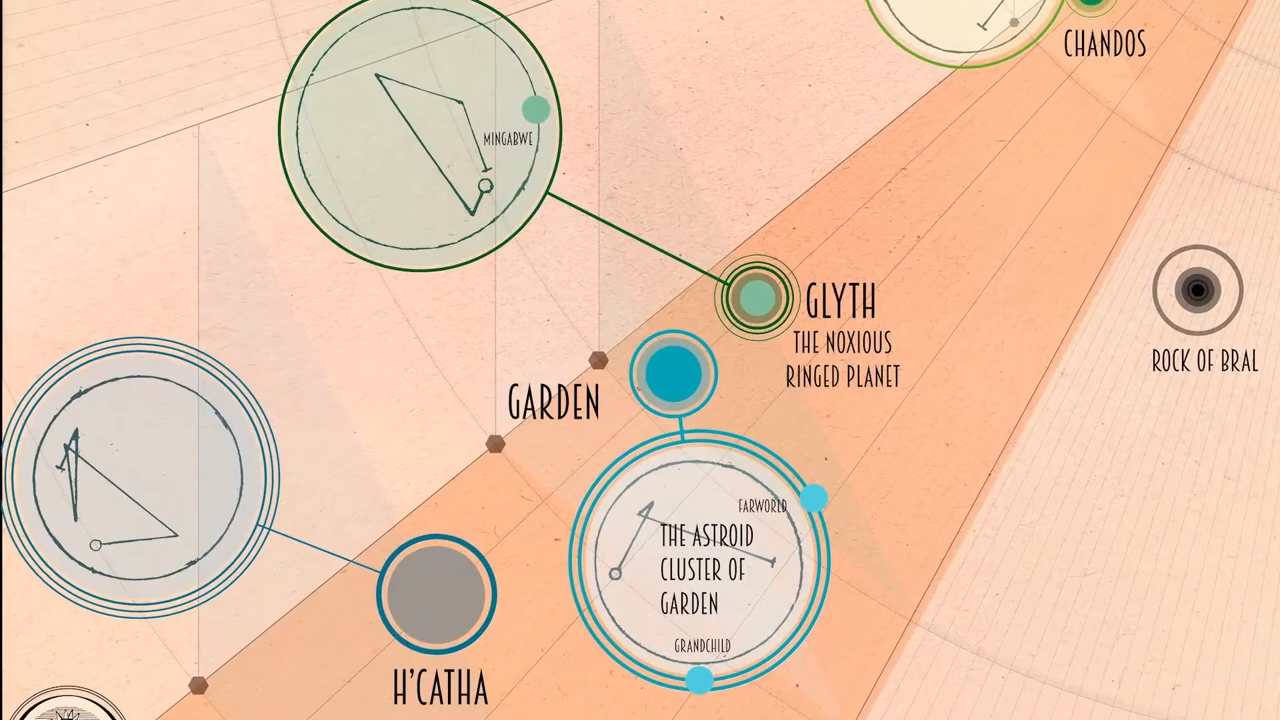 CHANDOS
MINGABWE
GLYTH
THE NOXIOUS
RINGED PLANET
ROCK OF BRAL
GARDEN
FARWORLD
THE ASTROID
CLUSTER OF
GARDEN
GRANDCHILD
H'CATHA